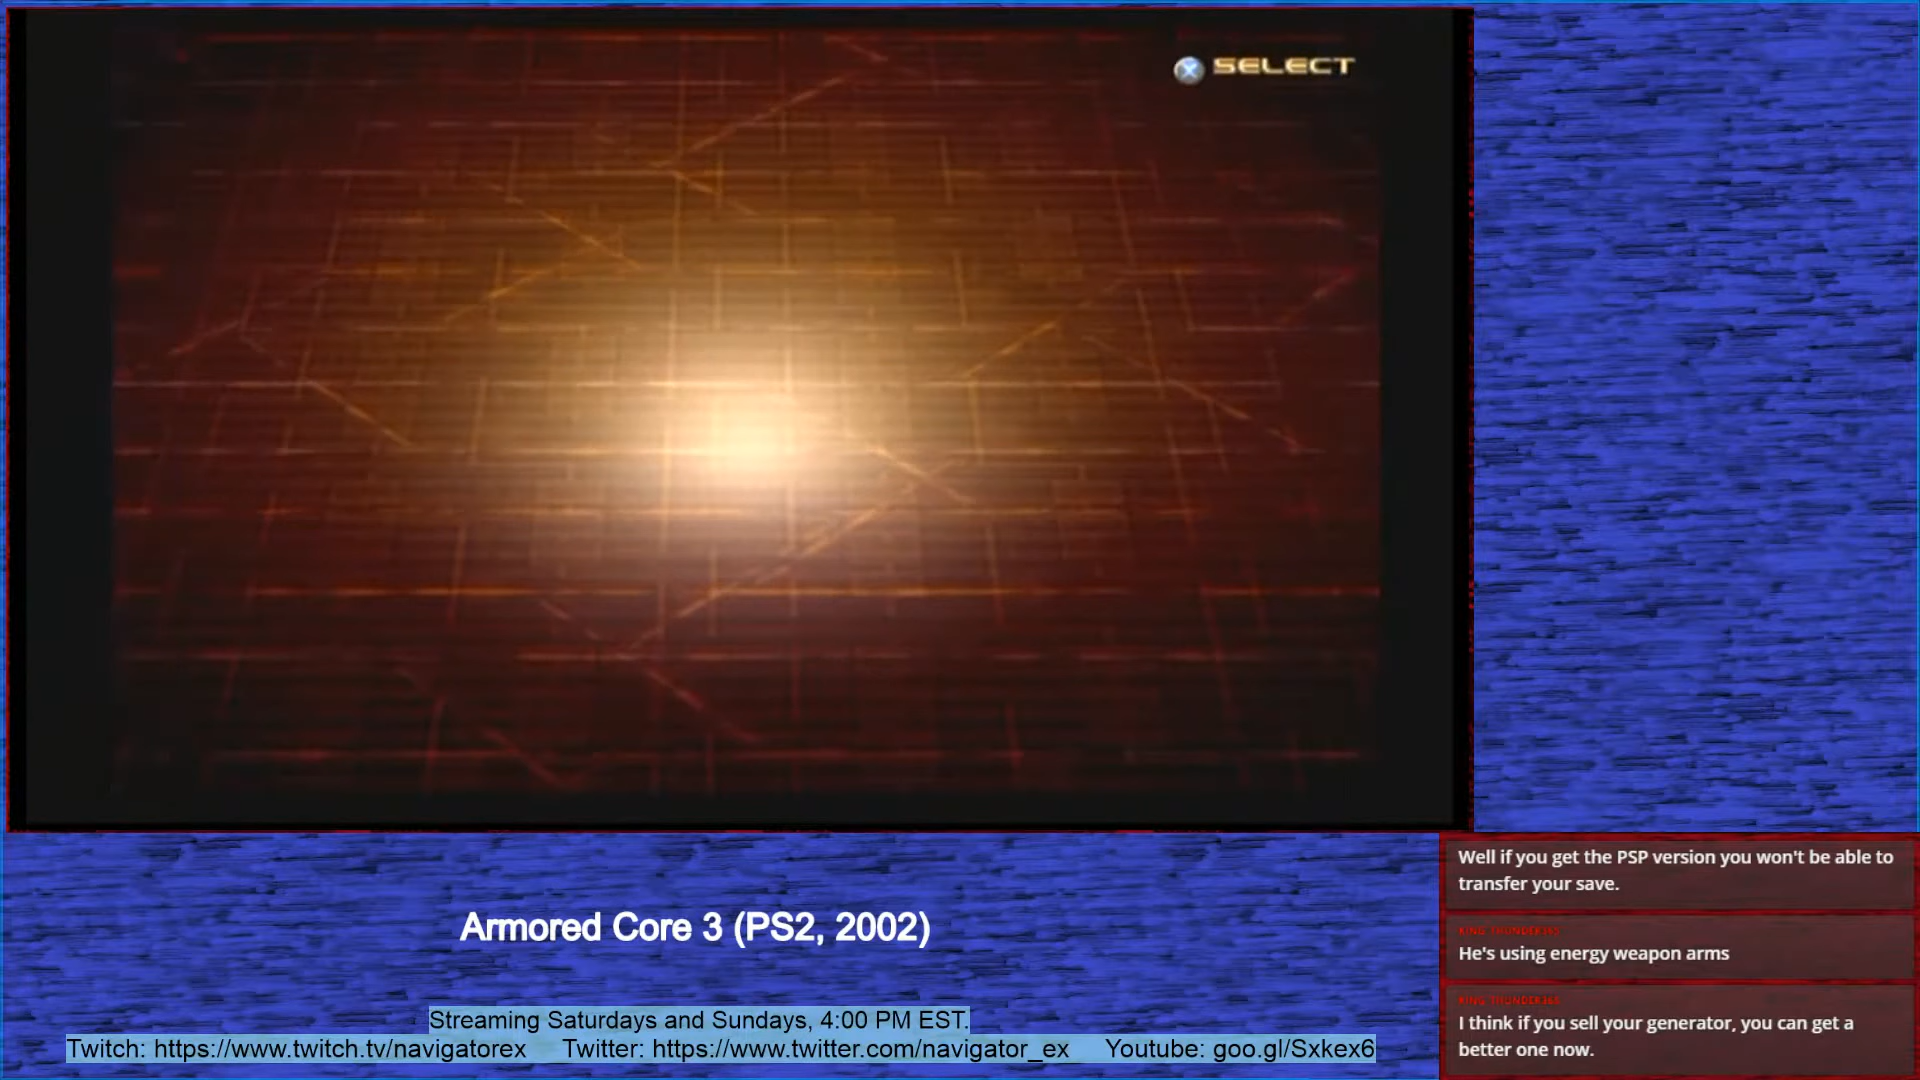 SELECT
Well if you get the PSP version you won't be able to
transfer your save.
KING_THUNDER365
He's using energy weapon arms
KING_THUNDER365
I think if you sell your generator, you can get a
better one now.
Armored Core 3 (PS2, 2002)
Streaming Saturdays and Sundays, 4:00 PM EST.
Twitch: https://www.twitch.tv/navigatorex Twitter: https://www.twitter.com/navigator_ex Youtube: goo.gl/Sxkex6